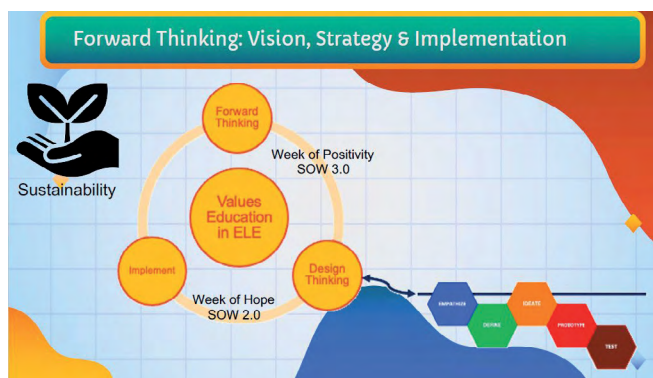 Forward Thinking: Vision, Strategy & Implementation
Forward
Thinking
Week of Positivity
SOW 3.0
Sustainability
Values
Education
in ELE
Implement
Design
Thinking
Week of Hope
SOW 2.0
EMPATHISE
DEFINE
IDEATE
PROTOTYPE
TEST